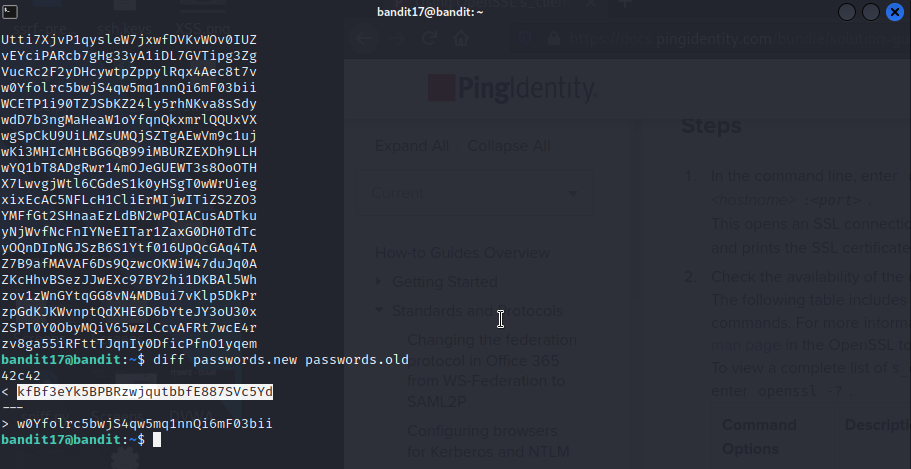 bandit17@bandit: ~
Utti7XjvP1qysleW7jxwfDVKvWOv0IUZ
vEYciPARcb7gHg33yA1iDL7GVTipg3Zg
VucRc2F2yDHcywtpZppylRqx4Aec8t7v
w0Yfolrc5bwjS4qw5mq1nnQi6mF03bii
WCETP1i90TZJSbKZ24ly5rhNKva8sSdy
wdD7b3ngMaHeaW1oYfqnQkxmrlQQUxVX
wgSpCkU9UiLMZsUMQjSZTgAEwVm9c1uj
wKi3MHIcMHtBG6QB99iMBURZEXDh9LLH
wYQ1bT8ADgRwr14mOJeGUEWT3s8OoOTH
X7LwvgjWtl6CGdeS1k0yHSgT0wWrUieg
xixEcAC5NFLcH1CliErMIjwITiZS2ZO3
YMFfGt2SHnaaEzLdBN2wPQIACusADTku
yNjWvfNcFnIYNeEITar1ZaxG0DH0TdTc
yOQnDIpNGJSzB6S1Ytf016UpQcGAq4TA
Z7B9afMAVAF6Ds9QzwcOKWiW47duJq0A
ZKcHhvBSezJJwEXc97BY2hi1DKBAl5Wh
zov1zWnGYtqGG8vN4MDBui7vKlp5DkPr
zpGdKJKWvnptQdXHE6D6bYteJY3oU30x
ZSPT0Y0ObyMQiV65wzLCcvAFRt7wcE4r
zv8ga55iRFttTJqnIy0DficPfnO1yqem
bandit17@bandit:~$ diff passwords.new passwords.old
42c42
< kfBf3eYk5BPBRzwjqutbbfE887SVc5Yd
---
> w0Yfolrc5bwjS4qw5mq1nnQi6mF03bii
bandit17@bandit:~$
pingidentity.com
PingIdentity
Expand All Collapse All
Current
How-to Guides Overview
Getting Started
Standards and Protocols
Changing the federation
protocol in Office 365
from WS-Federation to
SAML2P
Configuring browsers
for Kerberos and NTLM
Steps
1. In the command line, enter
<hostname>:<port>
This opens an SSL connection
and prints the SSL certificate
2. Check the availability of the
The following table includes
commands. For more inform
man page in the OpenSSL to
To view a complete list of s
enter openssl -?
Command
Options
Descripti